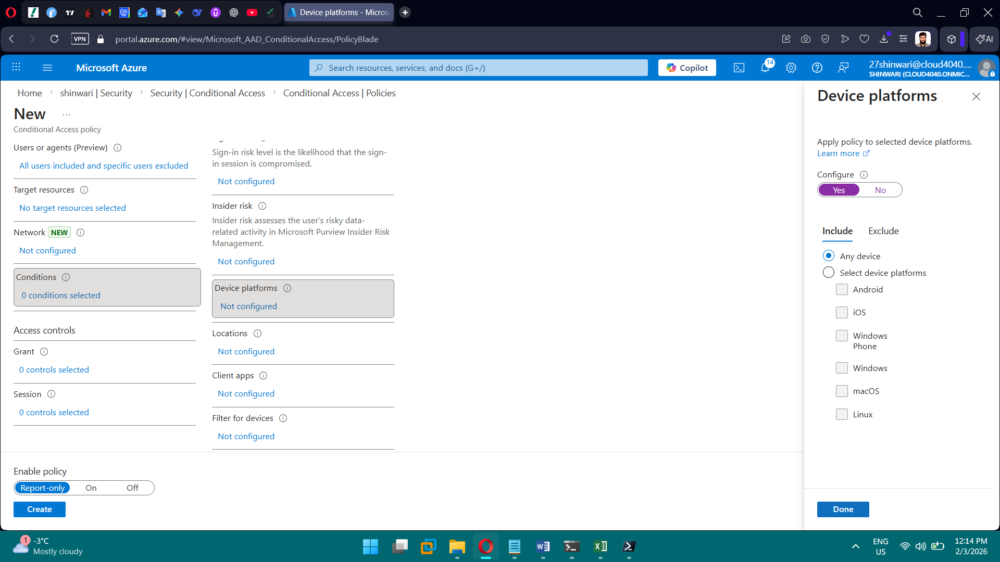 Device platforms - Micros
VPN
portal.azure.com/#view/Microsoft_AAD_ConditionalAccess/PolicyBlade
AI
Microsoft Azure
Search resources, services, and docs (G+/)
Copilot
14
27shinwari@cloud4040....
SHINWARI (CLOUD4040.ONMIC...
Home
shinwari | Security
Security | Conditional Access
Conditional Access | Policies
New
...
Conditional Access policy
Users or agents (Preview)
All users included and specific users excluded
Target resources
No target resources selected
Network NEW
Not configured
Conditions
0 conditions selected
Access controls
Grant
0 controls selected
Session
0 controls selected
Sign-in risk level is the likelihood that the sign-
in session is compromised.
Not configured
Insider risk
Insider risk assesses the user's risky data-
related activity in Microsoft Purview Insider Risk
Management.
Not configured
Device platforms
Not configured
Locations
Not configured
Client apps
Not configured
Filter for devices
Not configured
Enable policy
Report-only On Off
Create
Device platforms
Apply policy to selected device platforms.
Learn more
Configure
Yes No
Include Exclude
Any device
Select device platforms
Android
iOS
Windows
Phone
Windows
macOS
Linux
Done
1
-3°C
Mostly cloudy
ENG
US
12:14 PM
2/3/2026